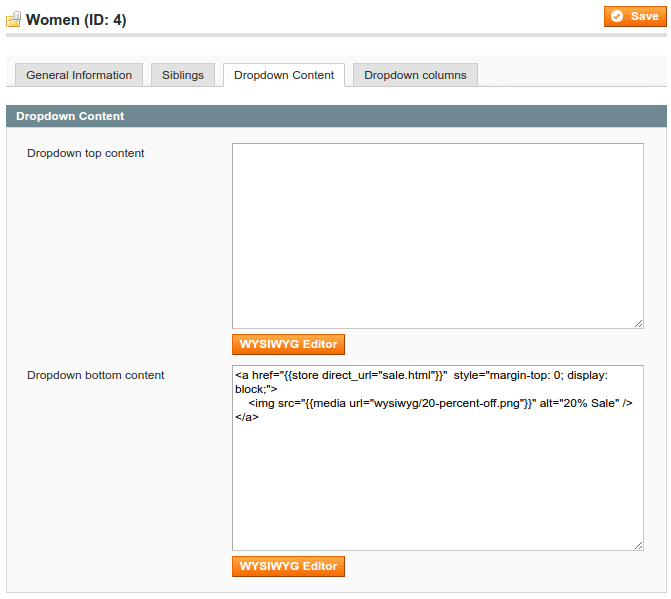 Women (ID: 4)
Save
General Information
Siblings
Dropdown Content
Dropdown columns
Dropdown Content
Dropdown top content
WYSIWYG Editor
Dropdown bottom content
<a href="{{store direct_url="sale.html"}}"  style="margin-top: 0; display:
block;">
    <img src="{{media url="wysiwyg/20-percent-off.png"}}" alt="20% Sale" />
</a>
WYSIWYG Editor